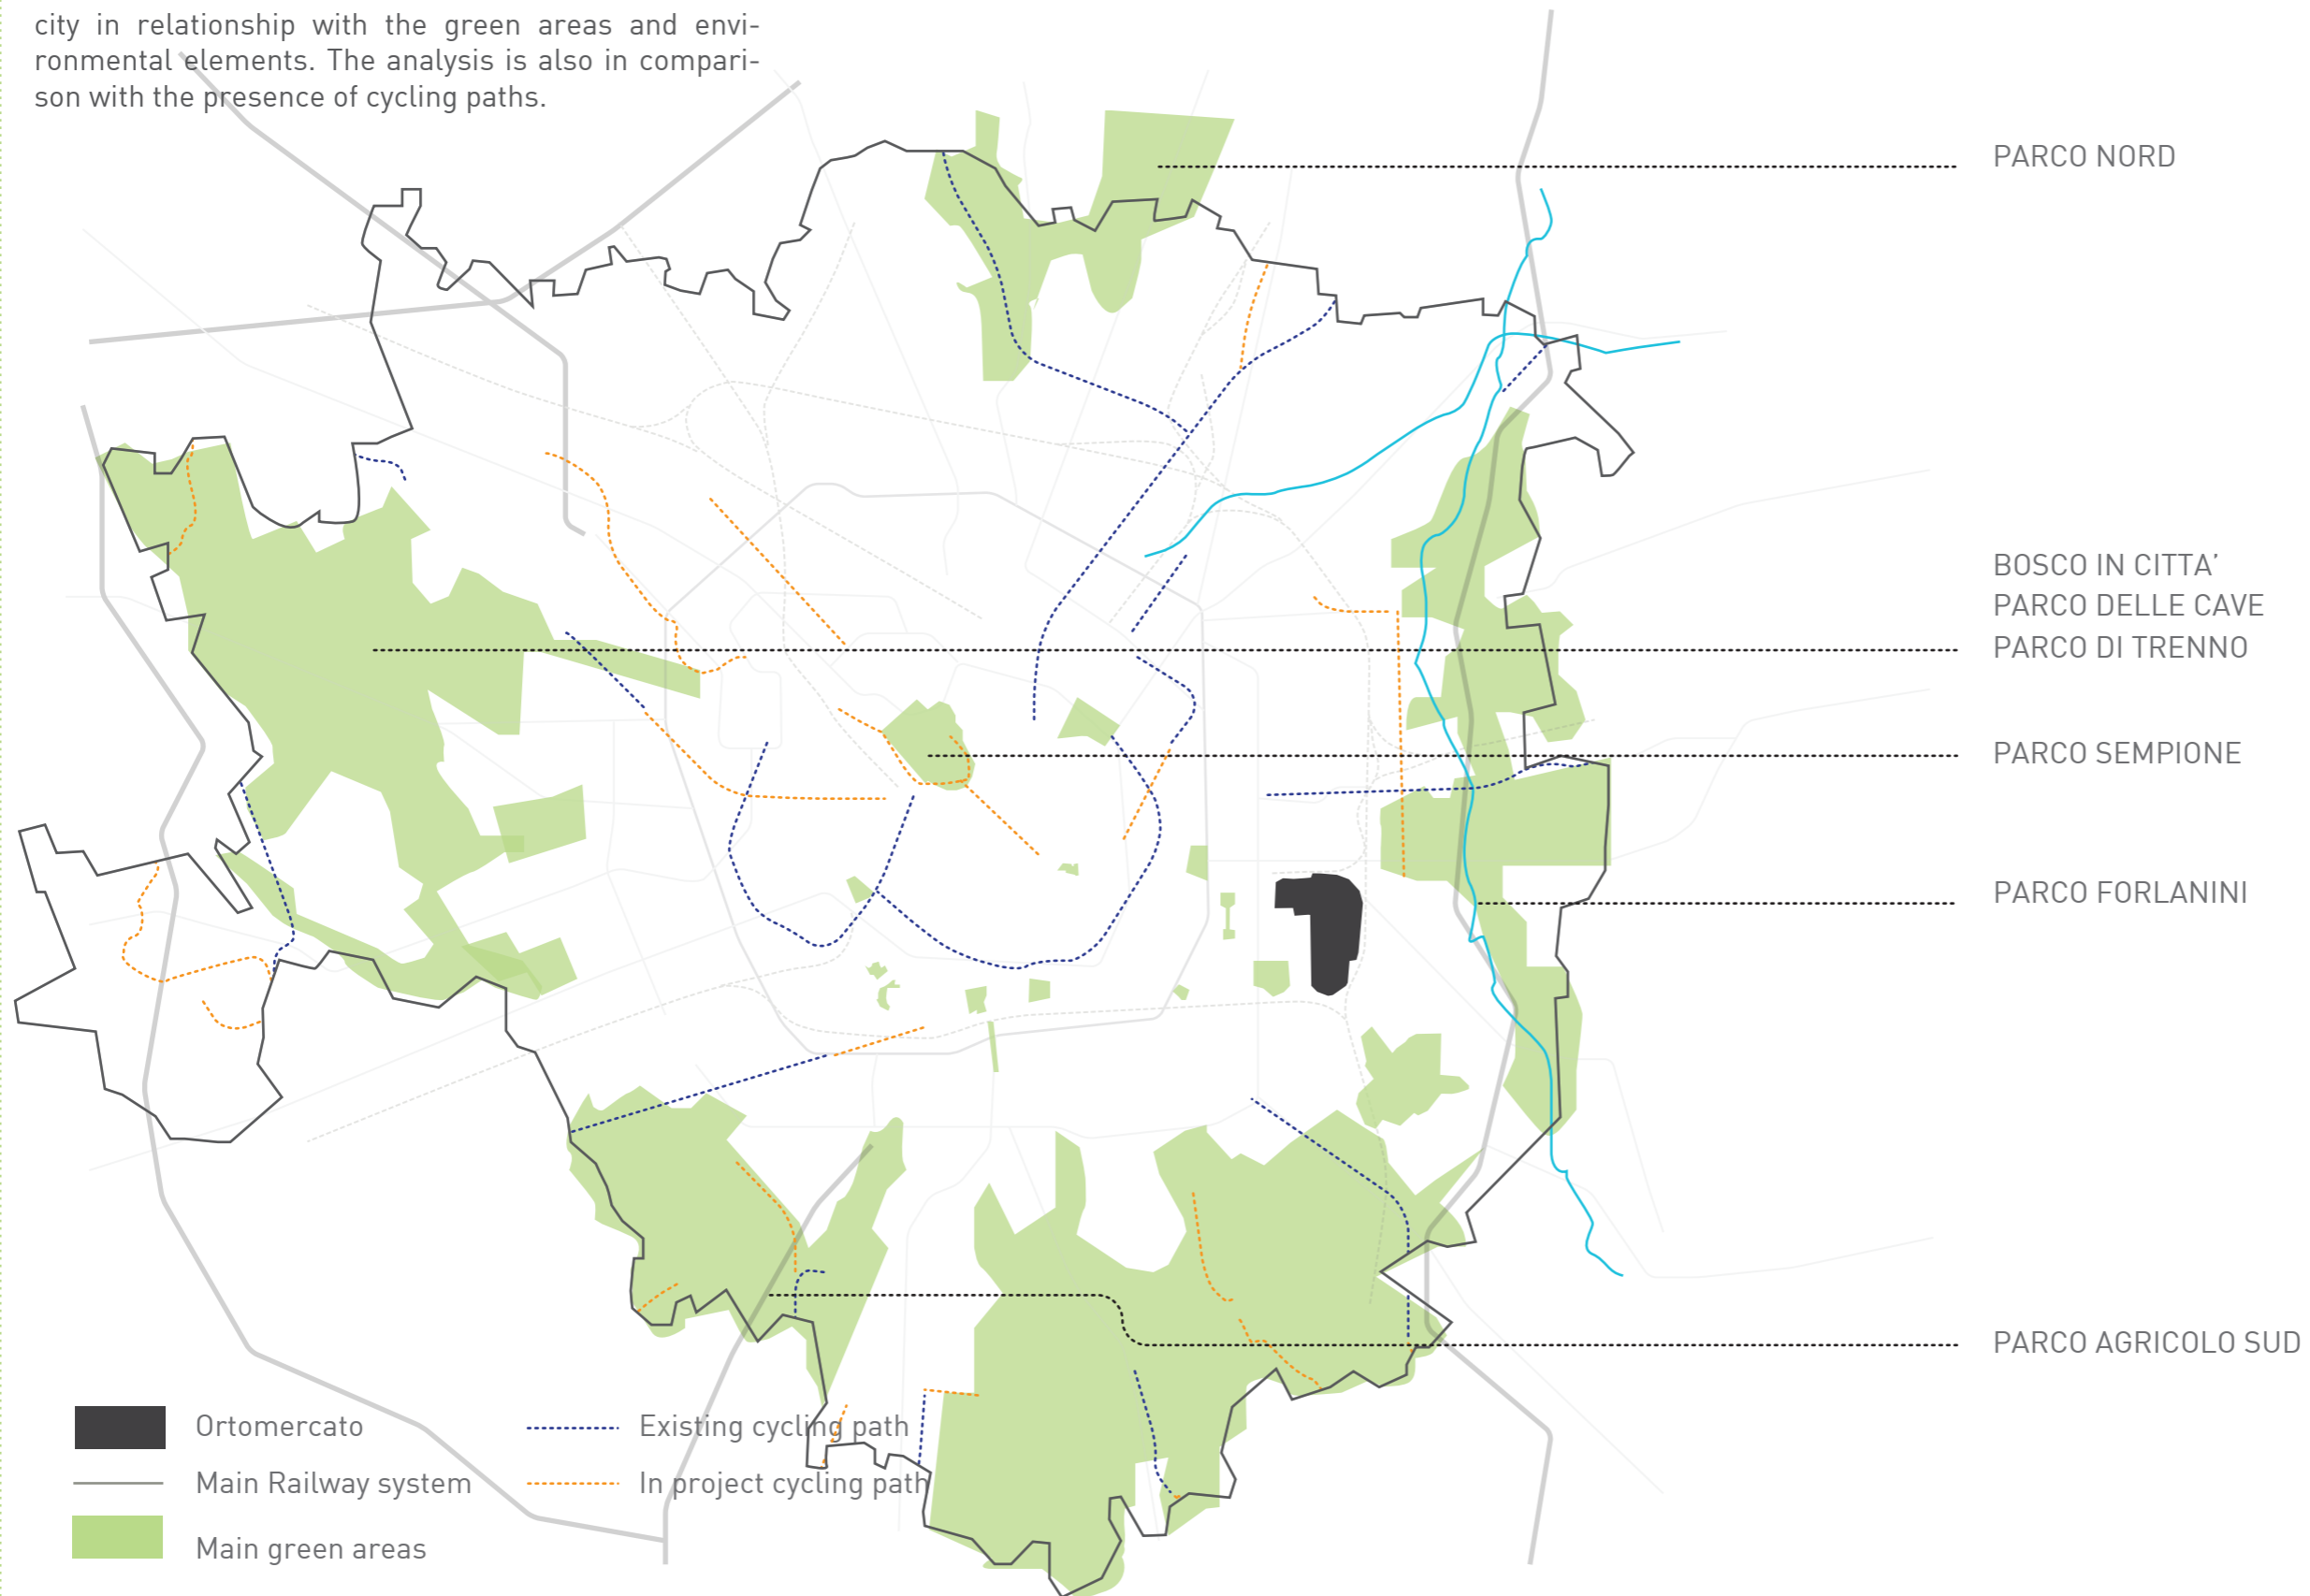 city in relationship with the green areas and envi-
ronmental elements. The analysis is also in compari-
son with the presence of cycling paths.
PARCO NORD
BOSCO IN CITTA’
PARCO DELLE CAVE
PARCO DI TRENNO
PARCO SEMPIONE
PARCO FORLANINI
PARCO AGRICOLO SUD
Ortomercato
Main Railway system
Main green areas
Existing cycling path
In project cycling path